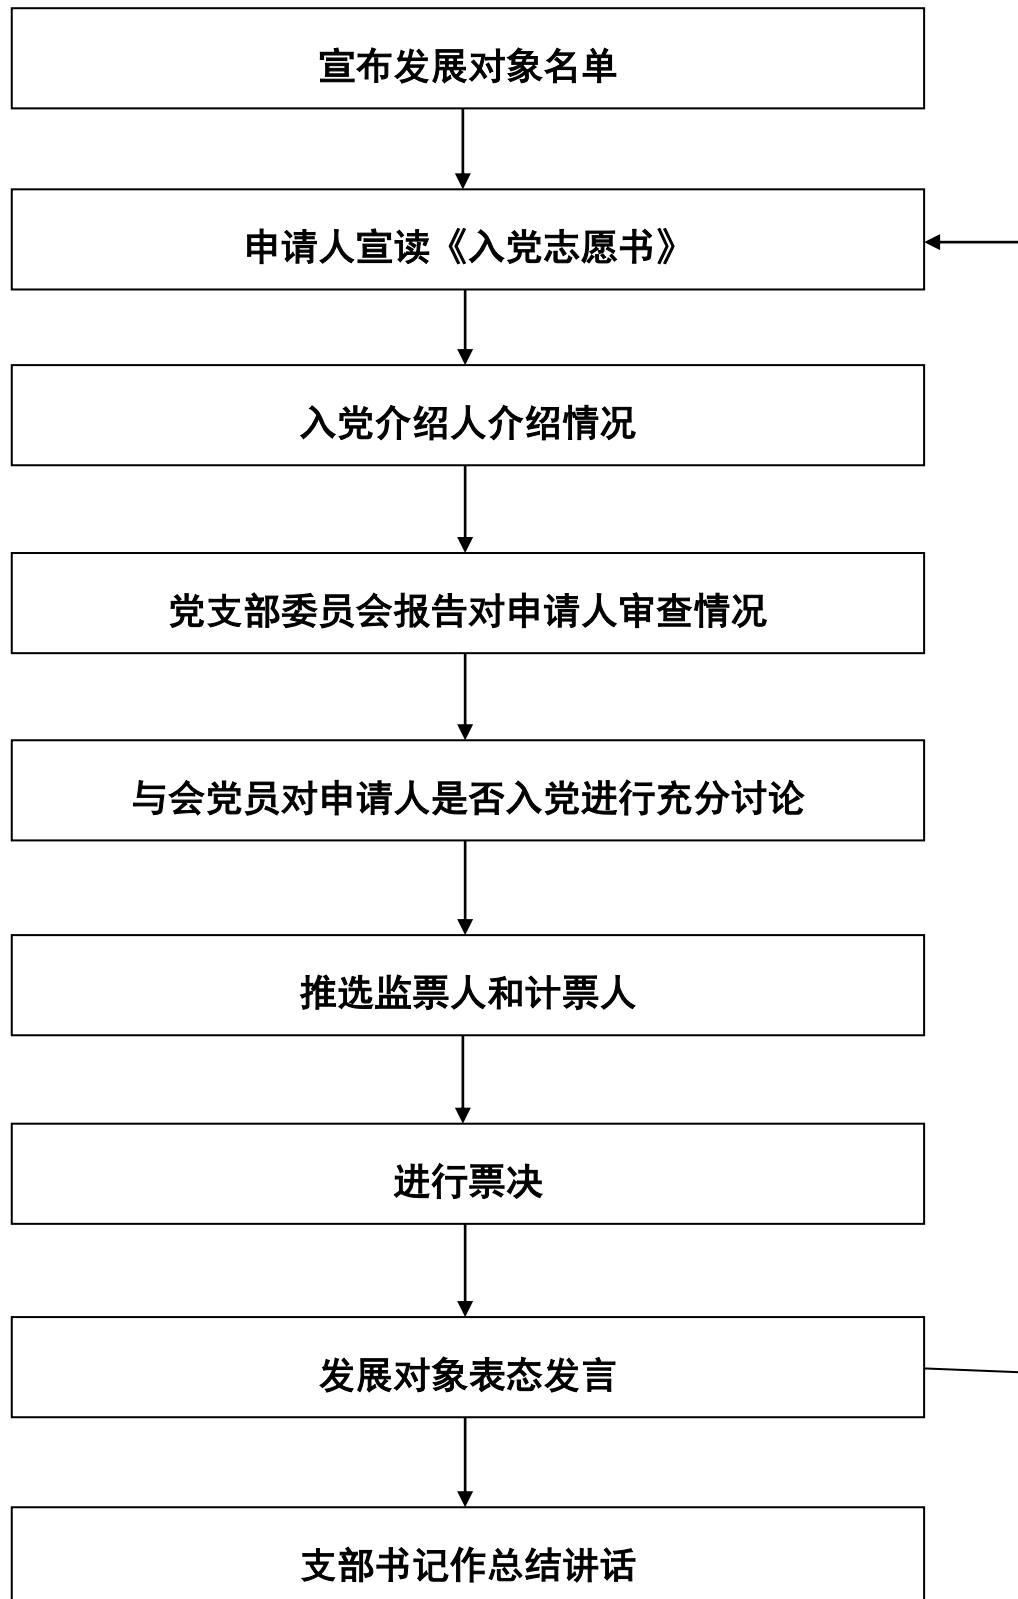 宣布发展对象名单
申请人宣读《入党志愿书》
入党介绍人介绍情况
党支部委员会报告对申请人审查情况
与会党员对申请人是否入党进行充分讨论
推选监票人和计票人
进行票决
发展对象表态发言
支部书记作总结讲话